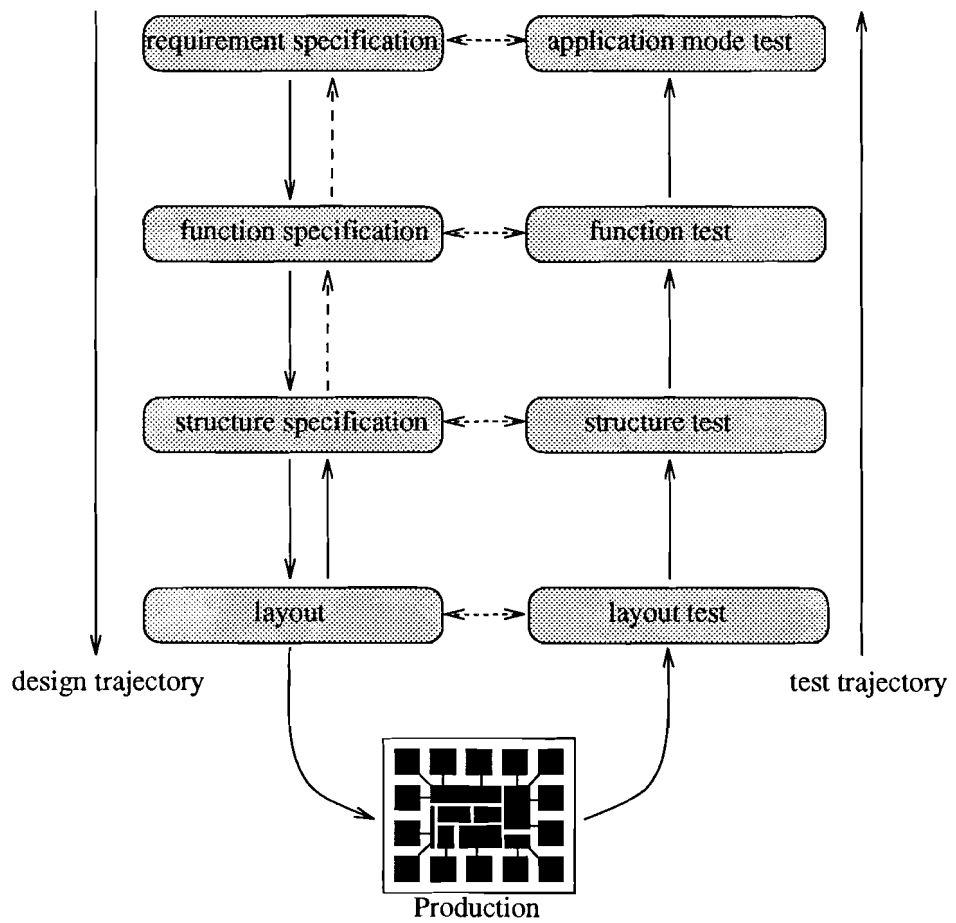 requirement specification
application mode test
function specification
function test
structure specification
structure test
layout
layout test
design trajectory
test trajectory
Production